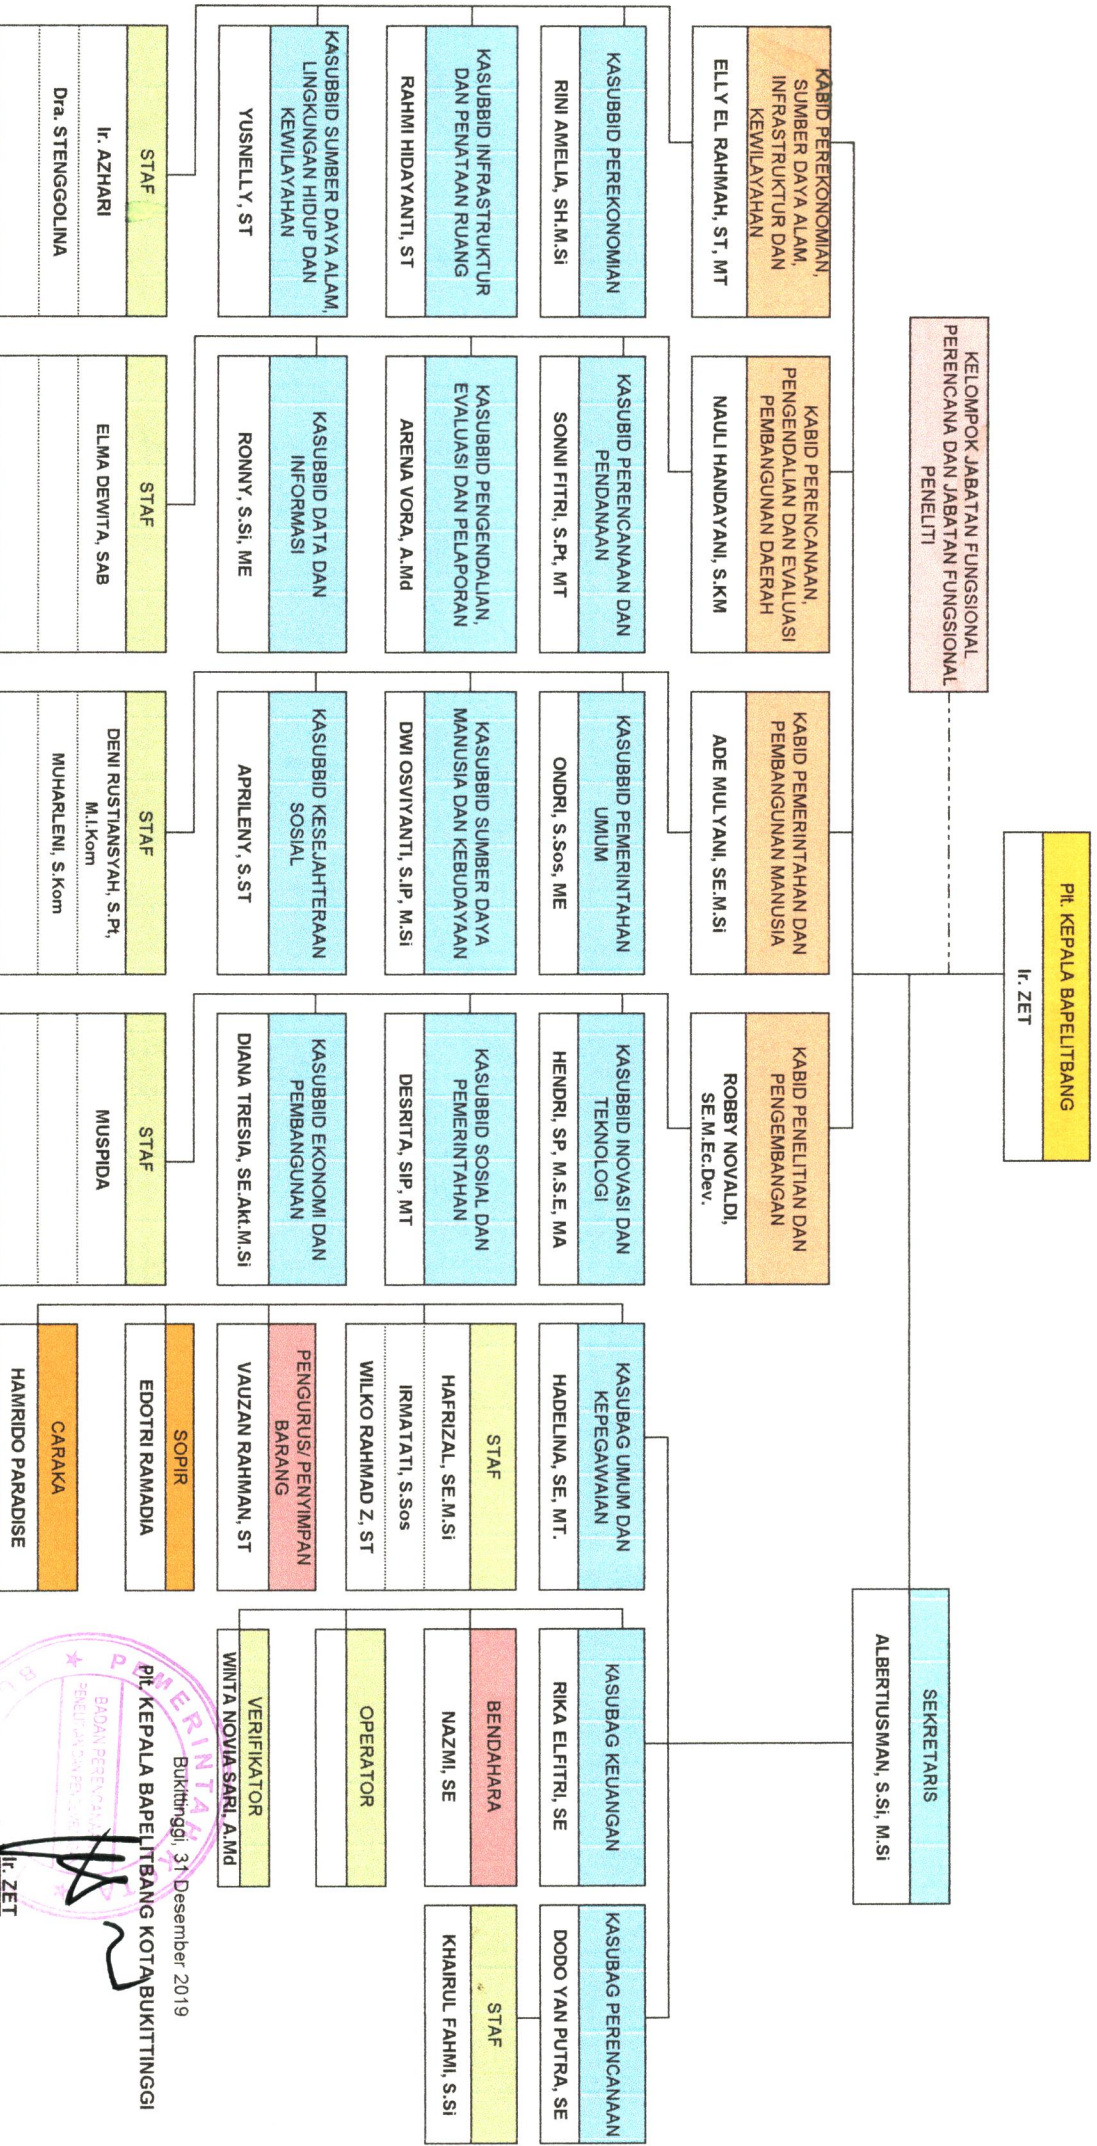 Plt. KEPALA BAPELITBANG
Ir. ZET
KELOMPOK JABATAN FUNGSIONAL
PERENCANA DAN JABATAN FUNGSIONAL
PENELITI
SEKRETARIS
ALBERTIUSMAN, S.Si, M.Si
KABID PEREKONOMIAN,
SUMBER DAYA ALAM,
INFRASTRUKTUR DAN
KEWILAYAHAN
ELLY EL RAHMAH, ST, MT
KABID PERENCANAAN,
PENGENDALIAN DAN EVALUASI
PEMBANGUNAN DAERAH
NAULI HANDAYANI, S.KM
KABID PEMERINTAHAN DAN
PEMBANGUNAN MANUSIA
ADE MULYANI, SE.M.Si
KABID PENELITIAN DAN
PENGEMBANGAN
ROBBY NOVALDI,
SE.M.Ec.Dev.
KASUBBID PEREKONOMIAN
RINI AMELIA, SH.M.Si
KASUBID PERENCANAAN DAN
PENDANAAN
SONNI FITRI, S.Pt, MT
KASUBBID PEMERINTAHAN
UMUM
ONDRI, S.Sos, ME
KASUBBID INOVASI DAN
TEKNOLOGI
HENDRI, SP, M.S.E, MA
KASUBAG UMUM DAN
KEPEGAWAIAN
HADELINA, SE, MT.
KASUBAG KEUANGAN
RIKA ELFITRI, SE
KASUBAG PERENCANAAN
DODO YAN PUTRA, SE
KASUBBID INFRASTRUKTUR
DAN PENATAAN RUANG
RAHMI HIDAYANTI, ST
KASUBBID PENGENDALIAN,
EVALUASI DAN PELAPORAN
ARENA VORA, A.Md
KASUBBID SUMBER DAYA
MANUSIA DAN KEBUDAYAAN
DWI OSVIYANTI, S.IP, M.Si
KASUBBID SOSIAL DAN
PEMERINTAHAN
DESRITA, SIP, MT
STAF
HAFRIZAL, SE.M.Si
IRMATATI, S.Sos
WILKO RAHMAD Z, ST
BENDAHARA
NAZMI, SE
STAF
KHAIRUL FAHMI, S.Si
KASUBBID SUMBER DAYA ALAM,
LINGKUNGAN HIDUP DAN
KEWILAYAHAN
YUSNELLY, ST
KASUBBID DATA DAN
INFORMASI
RONNY, S.Si, ME
KASUBBID KESEJAHTERAAN
SOSIAL
APRILENY, S.ST
KASUBBID EKONOMI DAN
PEMBANGUNAN
DIANA TRESIA, SE.Akt.M.Si
PENGURUS/ PENYIMPAN
BARANG
VAUZAN RAHMAN, ST
OPERATOR
VERIFIKATOR
WINTA NOVIA SARI, A.Md
STAF
Ir. AZHARI
Dra. STENGGOLINA
STAF
ELMA DEWITA, SAB
STAF
DENI RUSTIANSYAH, S.Pt,
M.I.Kom
MUHARLENI, S.Kom
STAF
MUSPIDA
SOPIR
EDOTRI RAMADIA
CARAKA
HAMRIDO PARADISE
Bukittinggi, 31 Desember 2019
Plt. KEPALA BAPELITBANG KOTA BUKITTINGGI
PEMERINTAH
Ir. ZET